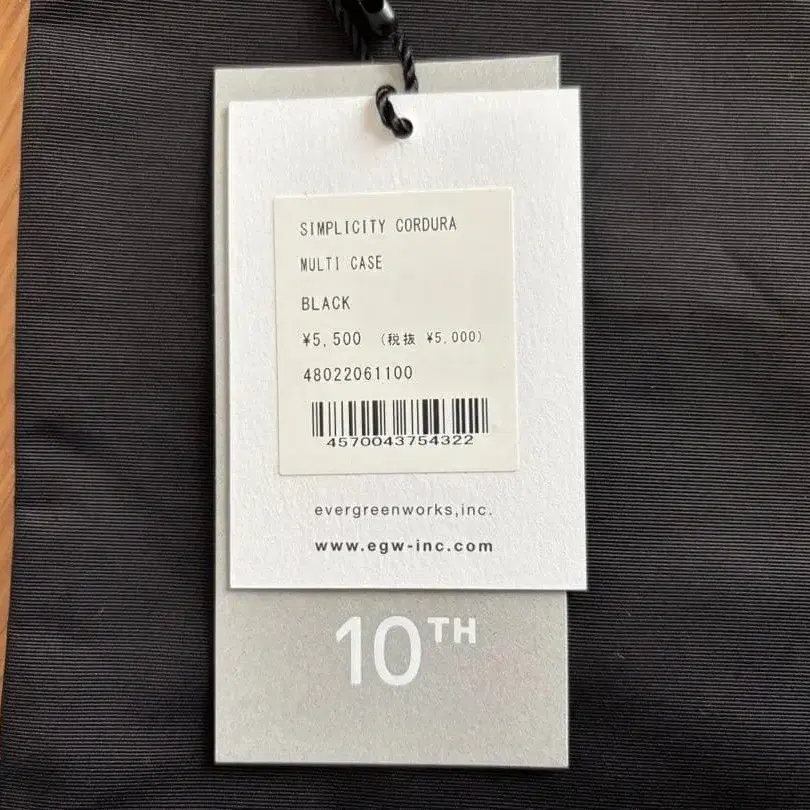 SIMPLICITY CORDURA
MULTI CASE
BLACK
¥5,500 (税抜 ¥5,000)
48022061100
4570043754322
evergreenworks,inc.
www.egw-inc.com
10TH